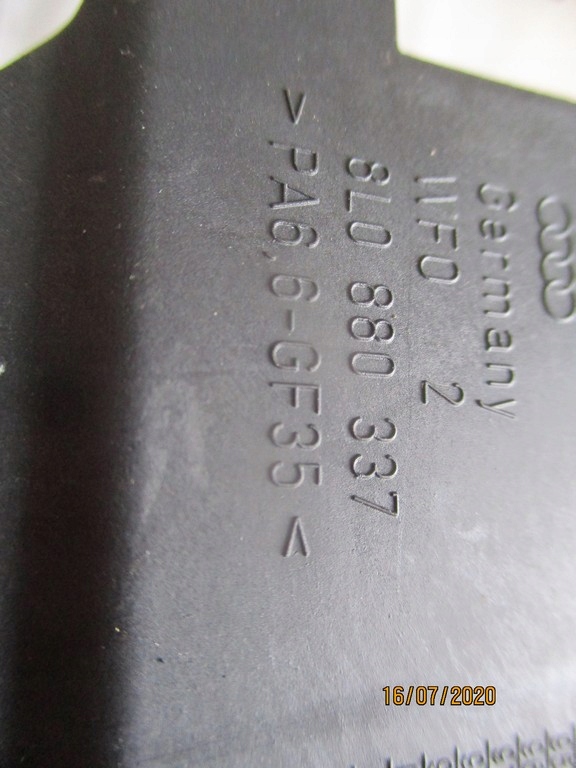 Germany
WFO 2
8L0 880 337
>PA6,6-GF35<
16/07/2020